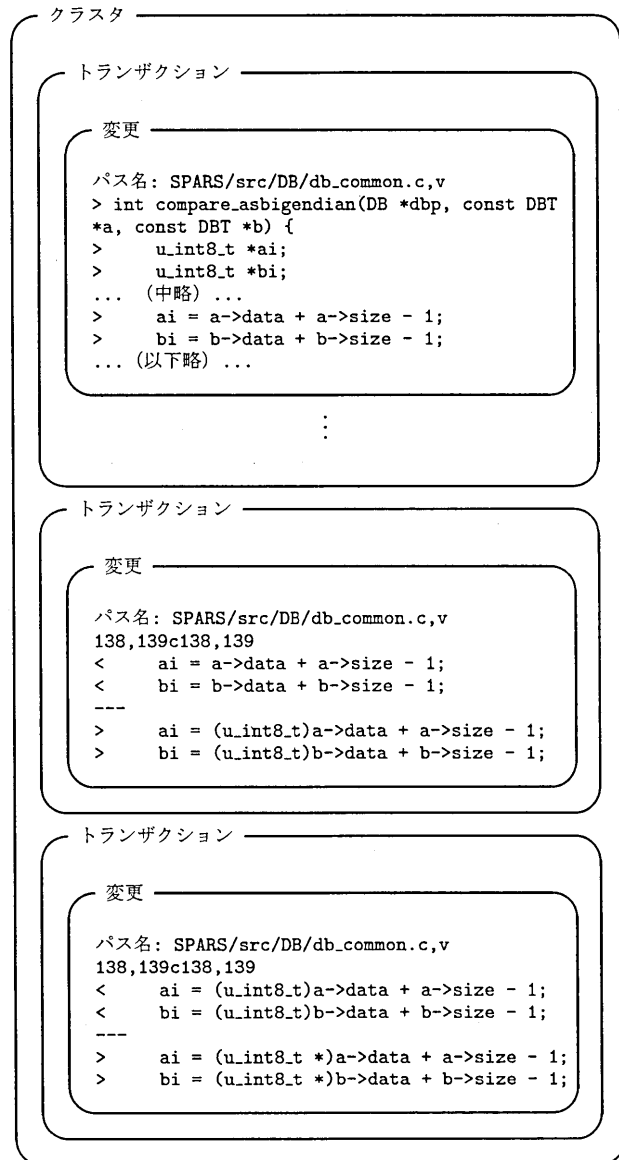 クラスタ
トランザクション
変更
パス名: SPARS/src/DB/db_common.c,v
> int compare_asbigendian(DB *dbp, const DBT
*a, const DBT *b) {
>     u_int8_t *ai;
>     u_int8_t *bi;
... (中略) ...
>     ai = a->data + a->size - 1;
>     bi = b->data + b->size - 1;
... (以下略) ...
⋮
トランザクション
変更
パス名: SPARS/src/DB/db_common.c,v
138,139c138,139
<     ai = a->data + a->size - 1;
<     bi = b->data + b->size - 1;
---
>     ai = (u_int8_t)a->data + a->size - 1;
>     bi = (u_int8_t)b->data + b->size - 1;
トランザクション
変更
パス名: SPARS/src/DB/db_common.c,v
138,139c138,139
<     ai = (u_int8_t)a->data + a->size - 1;
<     bi = (u_int8_t)b->data + b->size - 1;
---
>     ai = (u_int8_t *)a->data + a->size - 1;
>     bi = (u_int8_t *)b->data + b->size - 1;